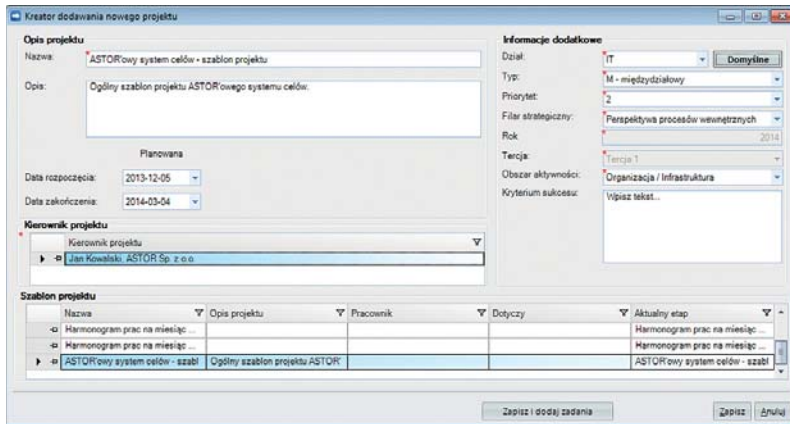 Kreator dodawania nowego projektu
Opis projektu
Nazwa:
*ASTOR'owy system celów - szablon projektu
Opis:
Ogólny szablon projektu ASTOR'owego systemu celów.
Planowana
Data rozpoczęcia:
2013-12-05
Data zakończenia:
2014-03-04
Kierownik projektu
*
Kierownik projektu
Jan Kowalski, ASTOR Sp. z o.o.
Informacje dodatkowe
Dział:
*IT
Domyślne
Typ:
*M - międzydziałowy
Priorytet:
*2
Filar strategiczny:
*Perspektywa procesów wewnętrznych
Rok
*2014
Tercja:
*Tercja 1
Obszar aktywności:
*Organizacja / Infrastruktura
Kryterium sukcesu:
Wpisz tekst...
Szablon projektu
Nazwa Opis projektu Pracownik Dotyczy Aktualny etap
Harmonogram prac na miesiąc ... Harmonogram prac na miesiąc ...
Harmonogram prac na miesiąc ... Harmonogram prac na miesiąc ...
ASTOR'owy system celów - szabl Ogólny szablon projektu ASTOR' ASTOR'owy system celów - szabl
Zapisz i dodaj zadania
Zapisz
Anuluj